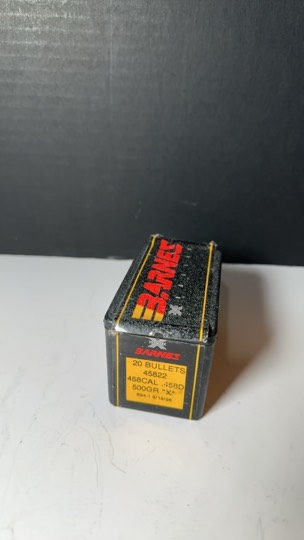 BARNES
X
BARNES
20 BULLETS
45822
458CAL .458D
500GR "X"